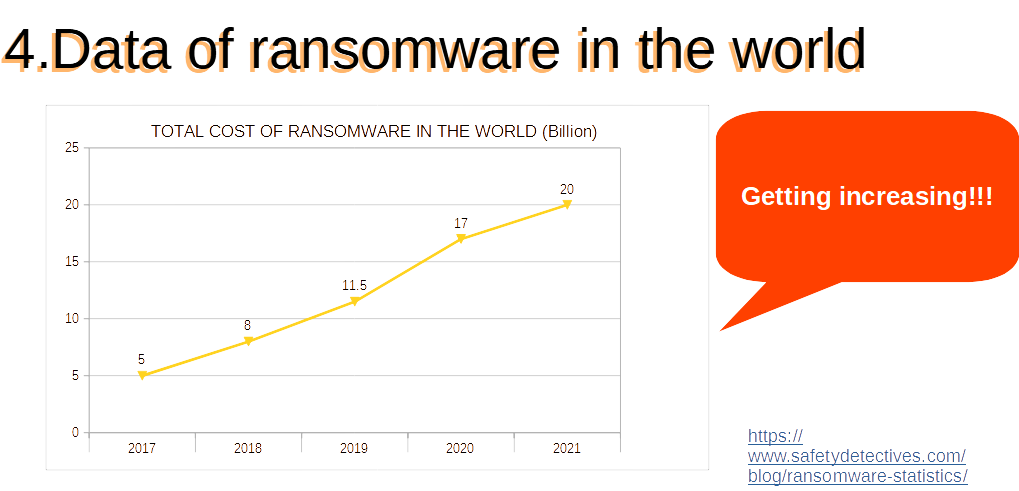 4.Data of ransomware in the world
TOTAL COST OF RANSOMWARE IN THE WORLD (Billion)
25
20
15
10
5
0
5
8
11.5
17
20
2017 2018 2019 2020 2021
Getting increasing!!!
https://
www.safetydetectives.com/
blog/ransomware-statistics/